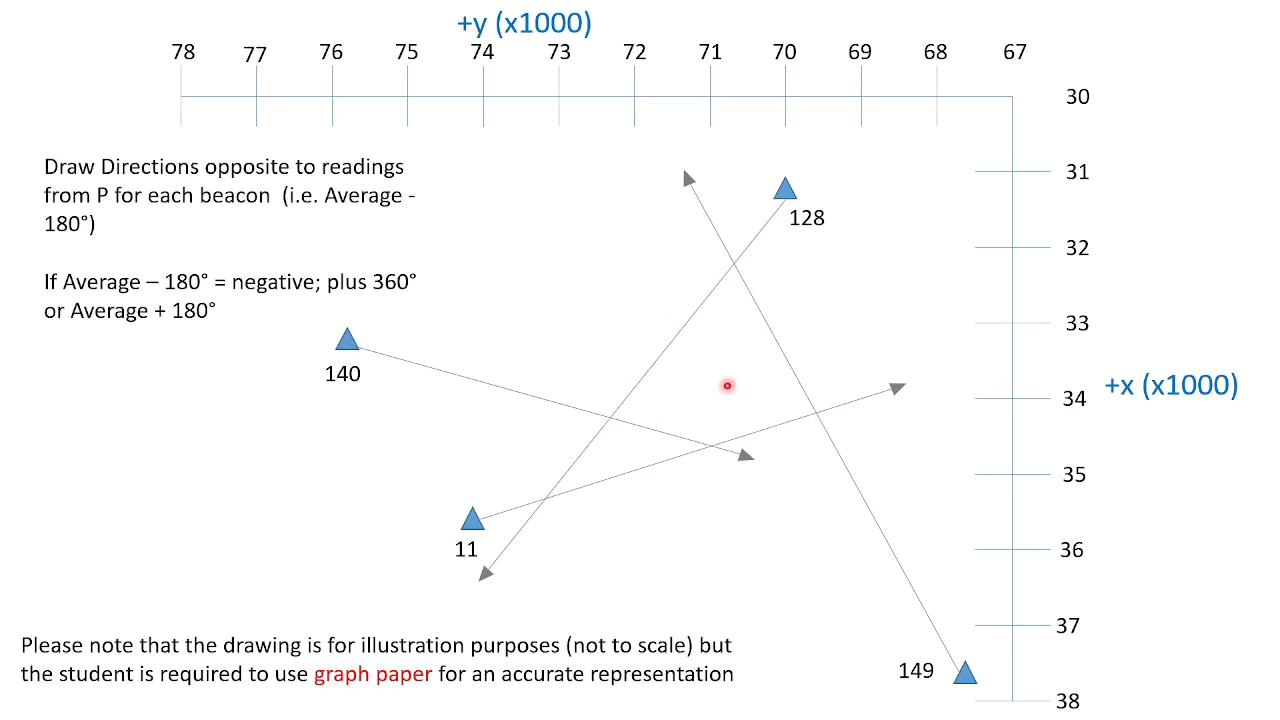 +y (x1000)
78 77 76 75 74 73 72 71 70 69 68 67
30
Draw Directions opposite to readings
from P for each beacon (i.e. Average -
180°)
31
128
32
If Average – 180° = negative; plus 360°
or Average + 180°
33
140
34
+x (x1000)
35
11
36
37
Please note that the drawing is for illustration purposes (not to scale) but
the student is required to use graph paper for an accurate representation
149
38